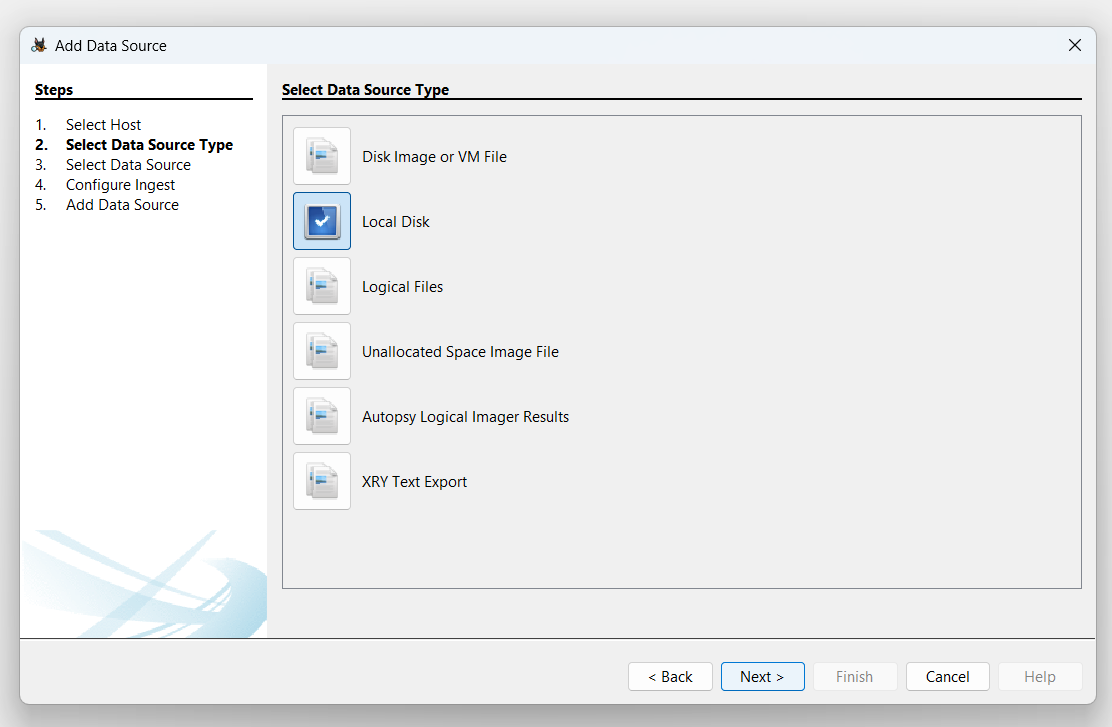 Add Data Source
Steps
1. Select Host
2. Select Data Source Type
3. Select Data Source
4. Configure Ingest
5. Add Data Source
Select Data Source Type
Disk Image or VM File
Local Disk
Logical Files
Unallocated Space Image File
Autopsy Logical Imager Results
XRY Text Export
< Back Next > Finish Cancel Help